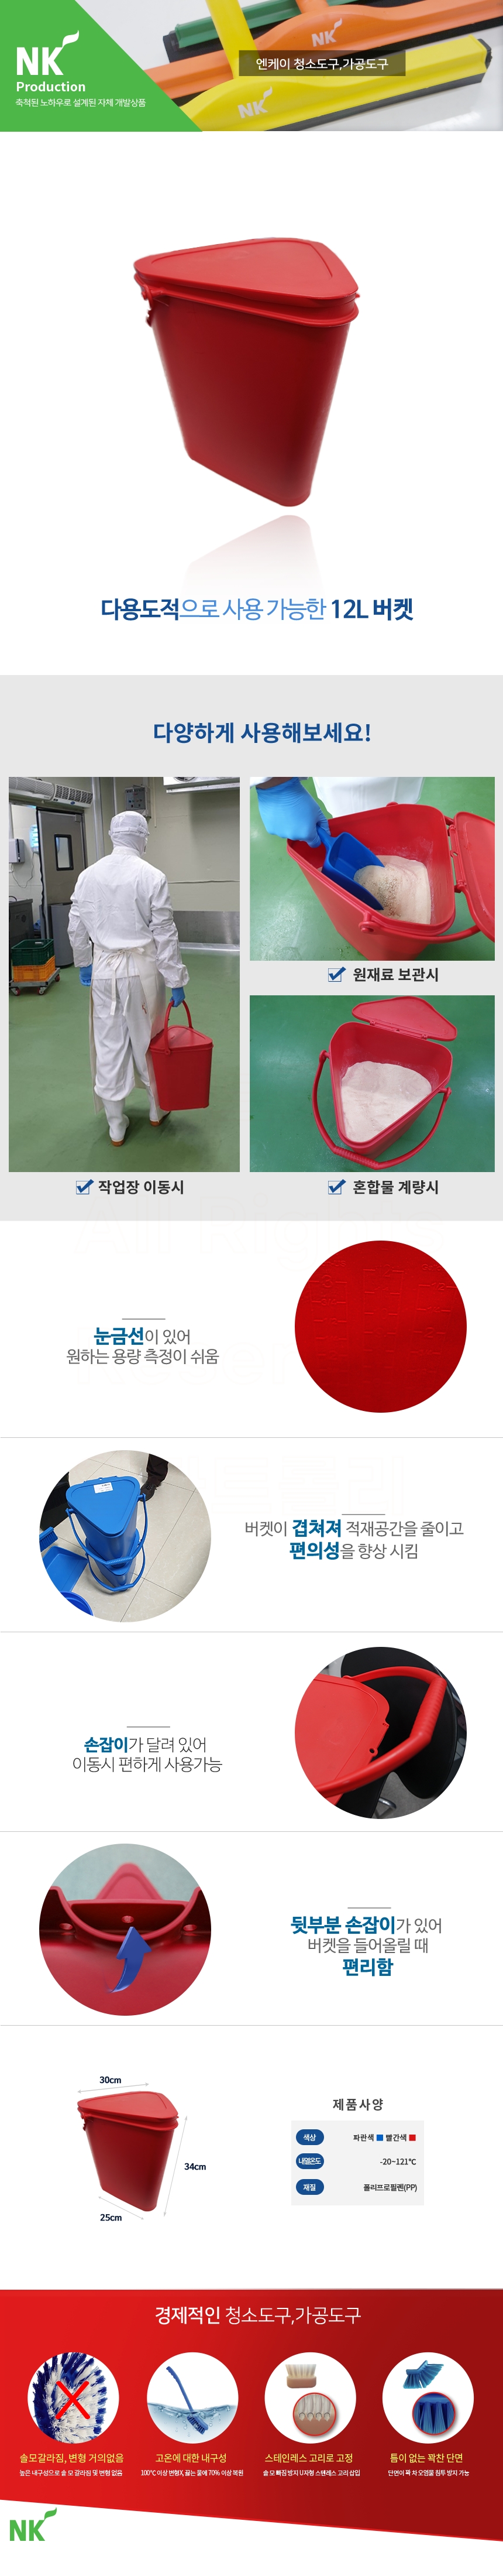 NK
Production
축척된 노하우로 설계된 자체 개발상품
NK
NK
엔케이 청소도구,가공도구
다용도적으로 사용 가능한 12L 버켓
다양하게 사용해보세요!
원재료 보관시
작업장 이동시
혼합물 계량시
눈금선이 있어
원하는 용량 측정이 쉬움
버켓이 겹쳐져 적재공간을 줄이고
편의성을 향상 시킴
손잡이가 달려 있어
이동시 편하게 사용가능
뒷부분 손잡이가 있어
버켓을 들어올릴 때
편리함
30cm
34cm
25cm
제품사양
색상 파란색 빨간색
내열온도 -20~121℃
재질 폴리프로필렌(PP)
경제적인 청소도구,가공도구
솔모갈라짐, 변형 거의없음
높은 내구성으로 솔 모 갈라짐 및 변형 없음
고온에 대한 내구성
100℃ 이상 변형X, 끓는 물에 70% 이상 복원
스테인레스 고리로 고정
솔 모 빠짐 방지 U자형 스텐레스 고리 삽입
틈이 없는 꽉찬 단면
단면이 꽉 차 오염물 침투 방지 가능
NK